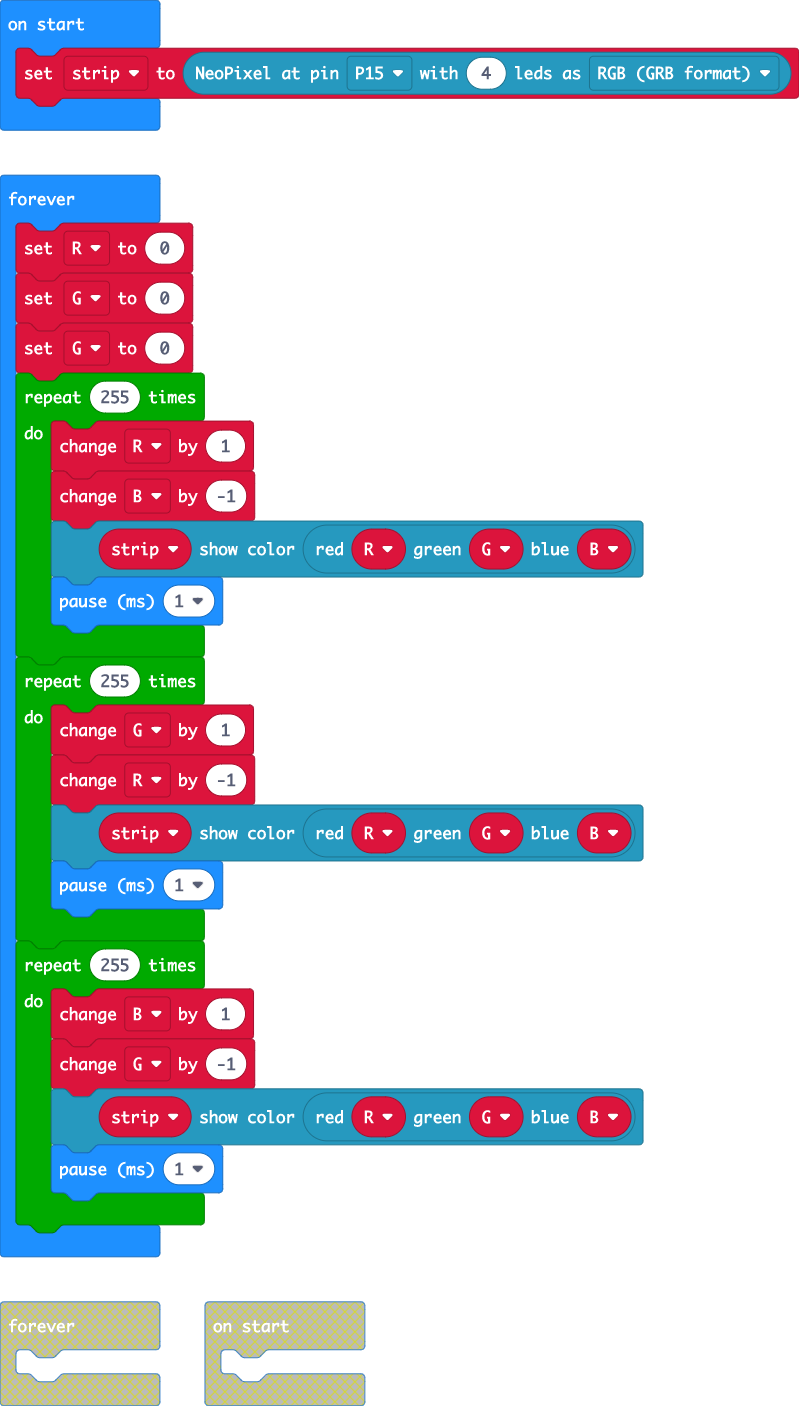 on start
set strip to NeoPixel at pin P15 with 4 leds as RGB (GRB format)
forever
set R to 0
set G to 0
set G to 0
repeat 255 times
do
change R by 1
change B by -1
strip show color red R green G blue B
pause (ms) 1
repeat 255 times
do
change G by 1
change R by -1
strip show color red R green G blue B
pause (ms) 1
repeat 255 times
do
change B by 1
change G by -1
strip show color red R green G blue B
pause (ms) 1
forever on start